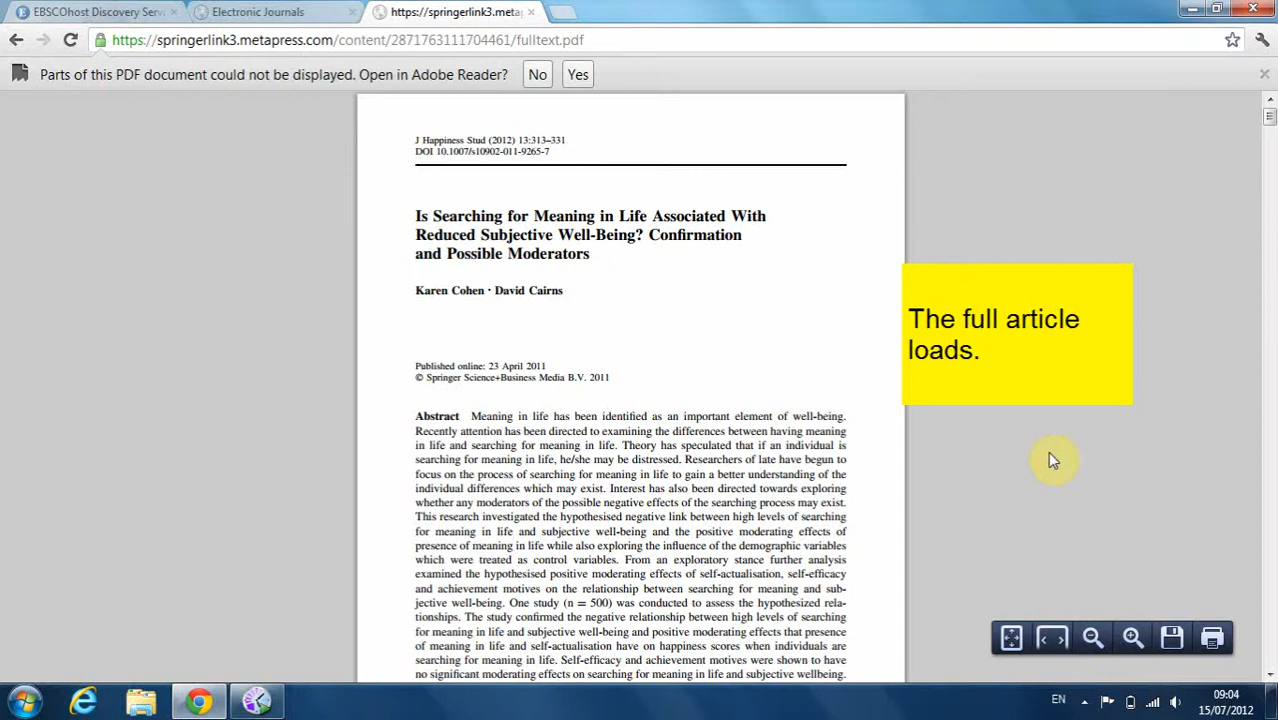 EBSCOhost Discovery Servi
Electronic Journals
https://springerlink3.metap
https://springerlink3.metapress.com/content/2871763111704461/fulltext.pdf
Parts of this PDF document could not be displayed. Open in Adobe Reader? No Yes
J Happiness Stud (2012) 13:313–331
DOI 10.1007/s10902-011-9265-7
Is Searching for Meaning in Life Associated With
Reduced Subjective Well-Being? Confirmation
and Possible Moderators
Karen Cohen · David Cairns
The full article
loads.
Published online: 23 April 2011
© Springer Science+Business Media B.V. 2011
Abstract Meaning in life has been identified as an important element of well-being.
Recently attention has been directed to examining the differences between having meaning
in life and searching for meaning in life. Theory has speculated that if an individual is
searching for meaning in life, he/she may be distressed. Researchers of late have begun to
focus on the process of searching for meaning in life to gain a better understanding of the
individual differences which may exist. Interest has also been directed towards exploring
whether any moderators of the possible negative effects of the searching process may exist.
This research investigated the hypothesised negative link between high levels of searching
for meaning in life and subjective well-being and the positive moderating effects of
presence of meaning in life while also exploring the influence of the demographic variables
which were treated as control variables. From an exploratory stance further analysis
examined the hypothesised positive moderating effects of self-actualisation, self-efficacy
and achievement motives on the relationship between searching for meaning and sub-
jective well-being. One study (n = 500) was conducted to assess the hypothesized rela-
tionships. The study confirmed the negative relationship between high levels of searching
for meaning in life and subjective well-being and positive moderating effects that presence
of meaning in life and self-actualisation have on happiness scores when individuals are
searching for meaning in life. Self-efficacy and achievement motives were shown to have
no significant moderating effects on searching for meaning in life and subject wellbeing.
EN
09:04
15/07/2012